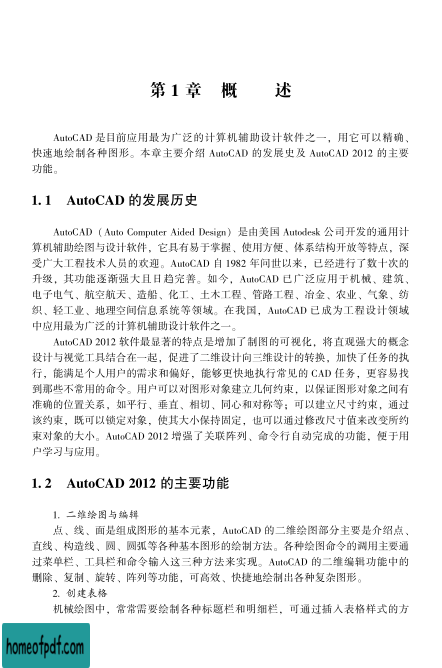 第 1 章 概 述
AutoCAD 是目前应用最为广泛的计算机辅助设计软件之一，用它可以精确、
快速地绘制各种图形。本章主要介绍 AutoCAD 的发展史及 AutoCAD 2012 的主要
功能。
1. 1 AutoCAD 的发展历史
AutoCAD（Auto Computer Aided Design）是由美国 Autodesk 公司开发的通用计
算机辅助绘图与设计软件，它具有易于掌握、使用方便、体系结构开放等特点，深
受广大工程技术人员的欢迎。AutoCAD 自 1982 年问世以来，已经进行了数十次的
升级，其功能逐渐强大且日趋完善。如今，AutoCAD 已广泛应用于机械、建筑、
电子电气、航空航天、造船、化工、土木工程、管路工程、冶金、农业、气象、纺
织、轻工业、地理空间信息系统等领域。在我国，AutoCAD 已成为工程设计领域
中应用最为广泛的计算机辅助设计软件之一。
AutoCAD 2012 软件最显著的特点是增加了制图的可视化，将直观强大的概念
设计与视觉工具结合在一起，促进了二维设计向三维设计的转换，加快了任务的执
行，能满足个人用户的需求和偏好，能够更快地执行常见的 CAD 任务，更容易找
到那些不常用的命令。用户可以对图形对象建立几何约束，以保证图形对象之间有
准确的位置关系，如平行、垂直、相切、同心和对称等；可以建立尺寸约束，通过
该约束，既可以锁定对象，使其大小保持固定，也可以通过修改尺寸值来改变所约
束对象的大小。AutoCAD 2012 增强了关联阵列、命令行自动完成的功能，便于用
户学习与应用。
1. 2 AutoCAD 2012 的主要功能
1. 二维绘图与编辑
点、线、面是组成图形的基本元素，AutoCAD 的二维绘图部分主要是介绍点、
直线、构造线、圆、圆弧等各种基本图形的绘制方法。各种绘图命令的调用主要通
过菜单栏、工具栏和命令输入这三种方法来实现。AutoCAD 的二维编辑功能中的
删除、复制、旋转、阵列等功能，可高效、快捷地绘制出各种复杂图形。
2. 创建表格
机械绘图中，常常需要绘制各种标题栏和明细栏，可通过插入表格样式的方
homeofpdf.com